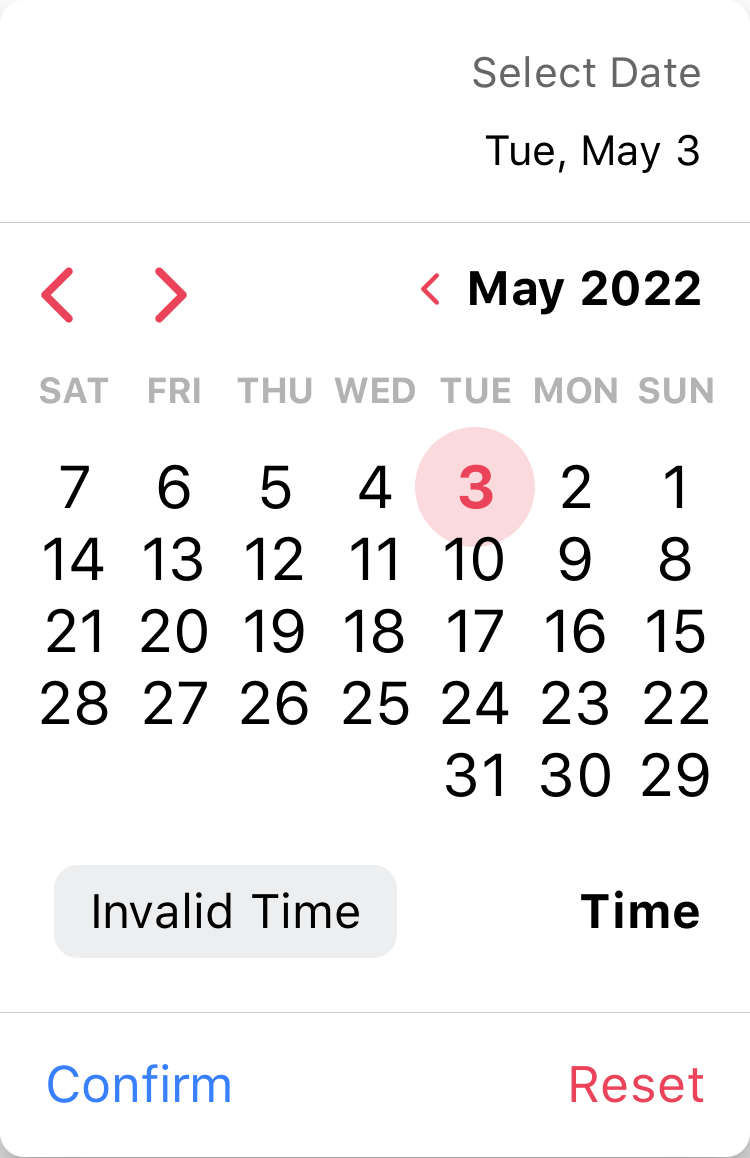 Select Date
Tue, May 3
May 2022
SAT FRI THU WED TUE MON SUN
7 6 5 4 3 2 1
14 13 12 11 10 9 8
21 20 19 18 17 16 15
28 27 26 25 24 23 22
31 30 29
Invalid Time Time
Confirm Reset